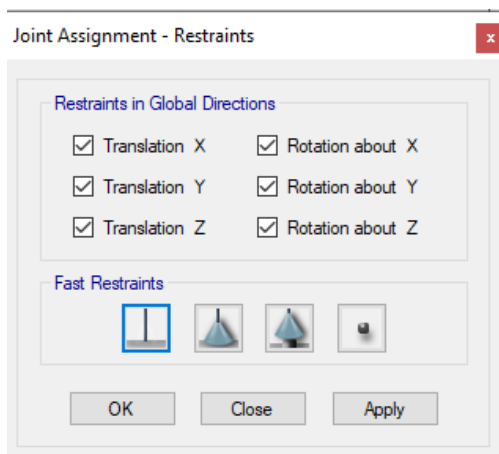 Joint Assignment - Restraints
x
Restraints in Global Directions
Translation X
Rotation about X
Translation Y
Rotation about Y
Translation Z
Rotation about Z
Fast Restraints
OK
Close
Apply